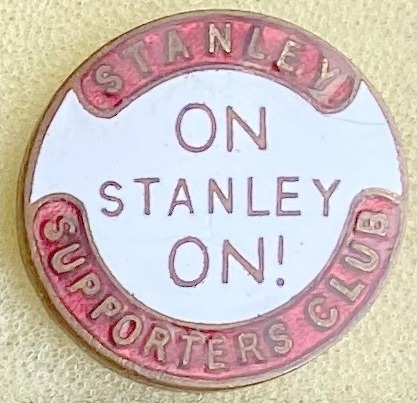 STANLEY
ON
STANLEY
ON!
SUPPORTERS CLUB